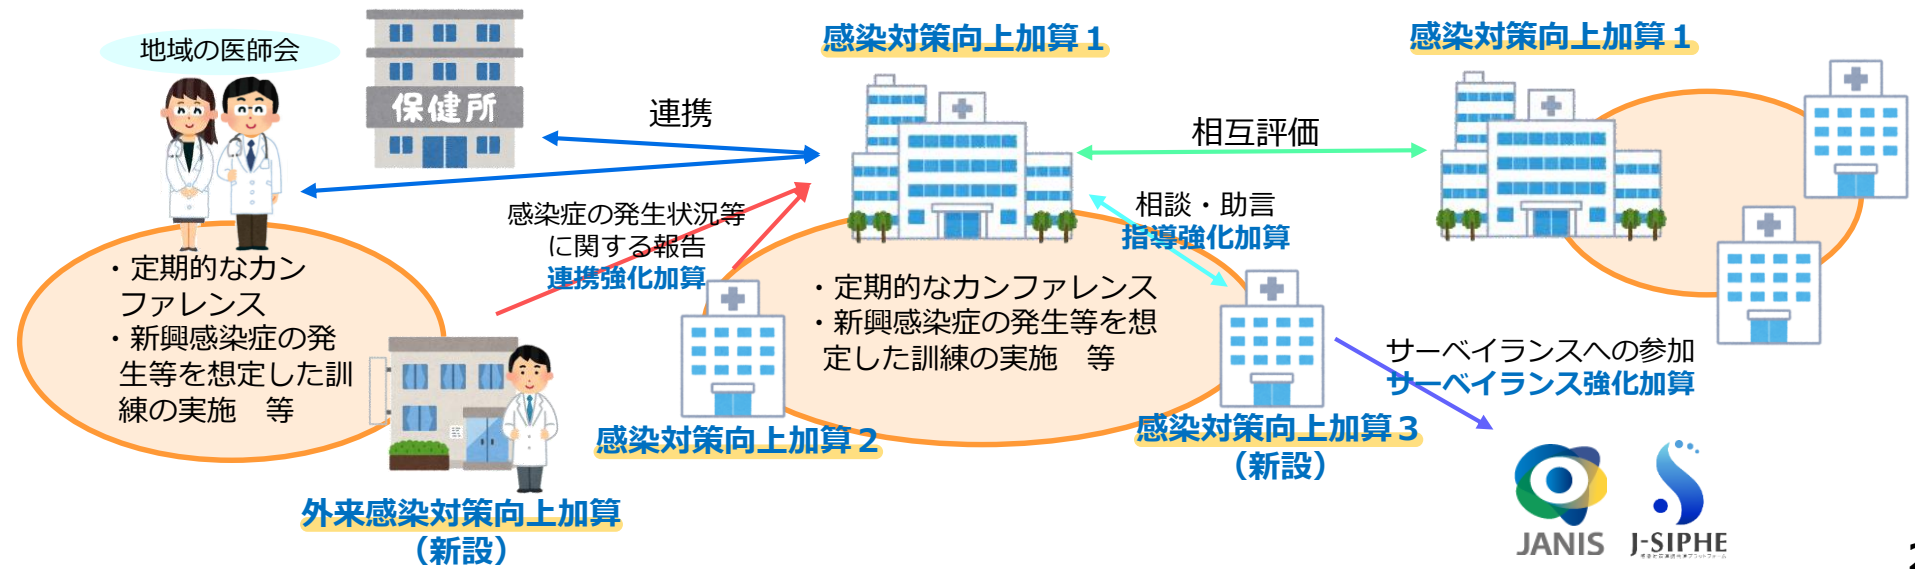 地域の医師会
保健所
連携
感染対策向上加算１
相互評価
感染対策向上加算１
感染症の発生状況等
に関する報告
連携強化加算
相談・助言
指導強化加算
・定期的なカン
ファレンス
・新興感染症の発
生等を想定した訓
練の実施　等
・定期的なカンファレンス
・新興感染症の発生等を想
定した訓練の実施　等
サーベイランスへの参加
サーベイランス強化加算
感染対策向上加算２
感染対策向上加算３
（新設）
外来感染対策向上加算
（新設）
JANIS
J-SIPHE